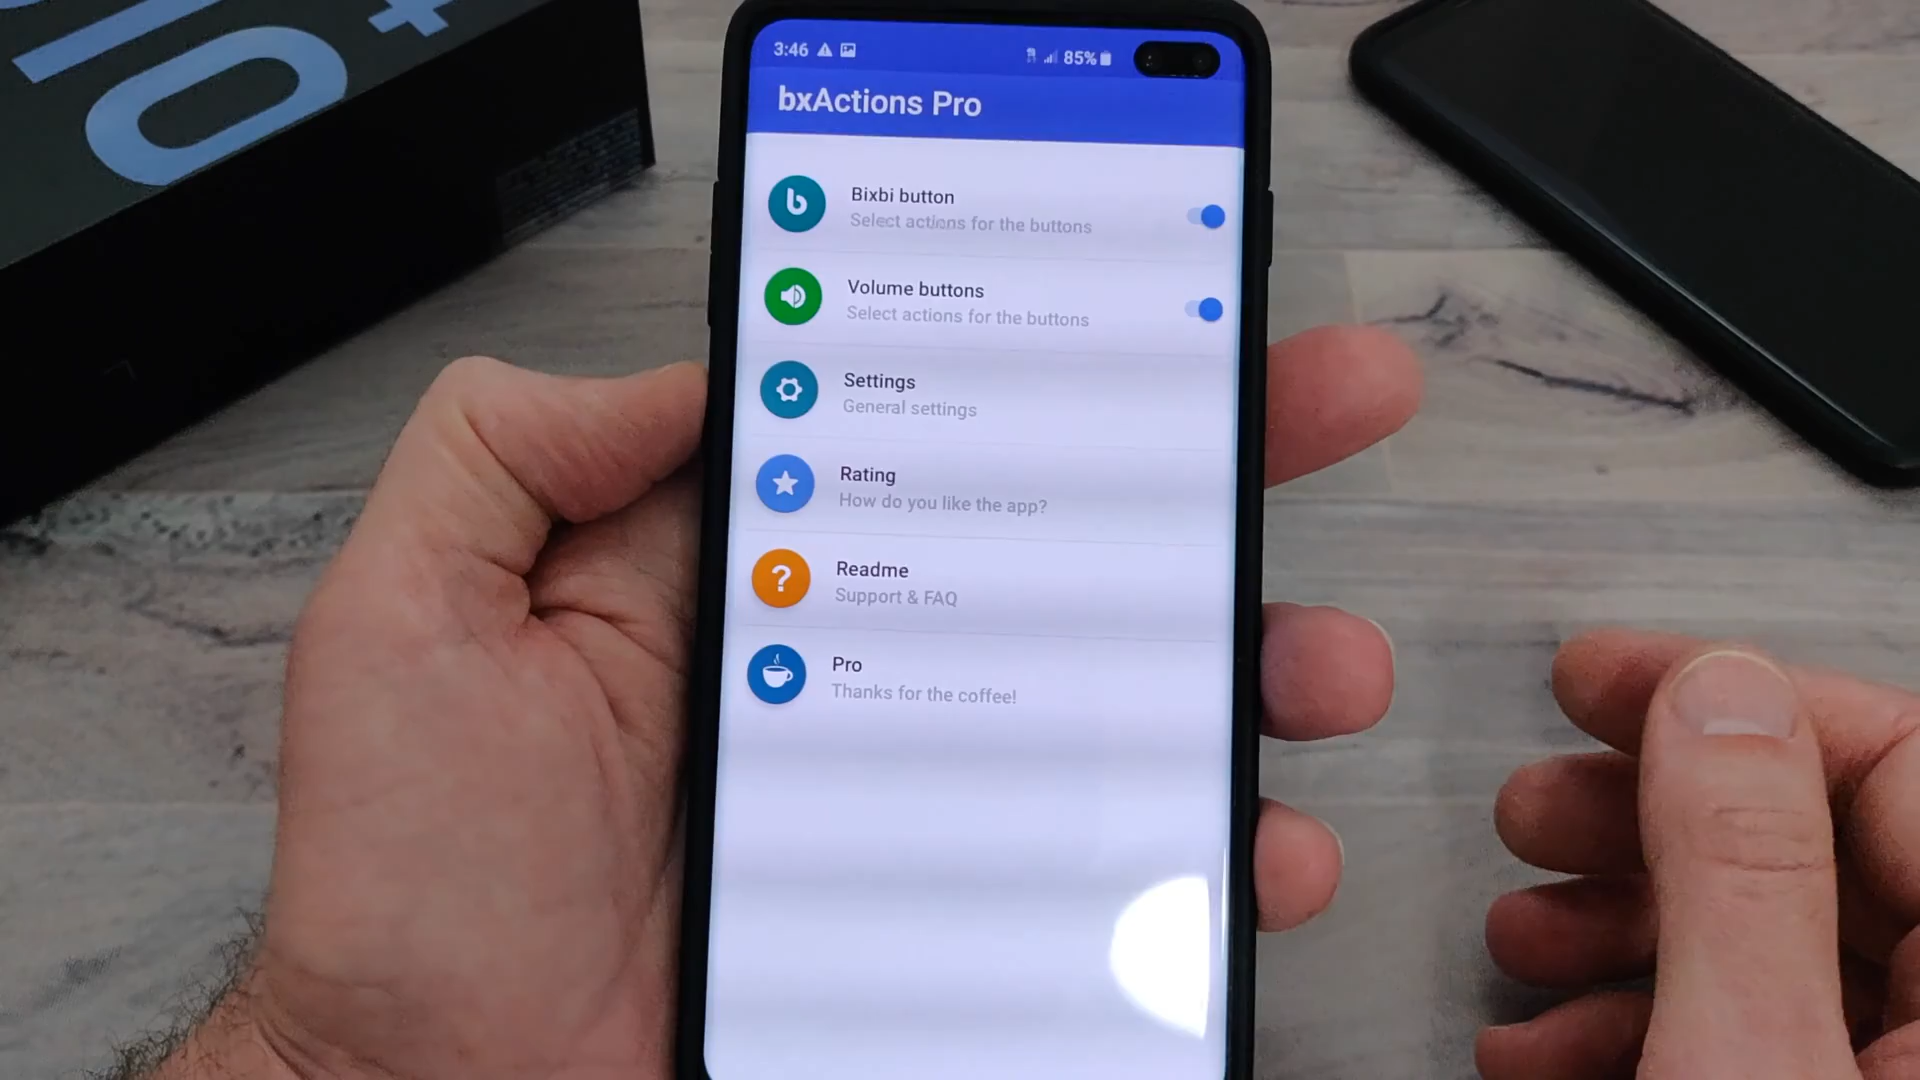 10+
3:46 85%
bxActions Pro
Bixbi button
Select actions for the buttons
Volume buttons
Select actions for the buttons
Settings
General settings
Rating
How do you like the app?
?
Readme
Support & FAQ
Pro
Thanks for the coffee!